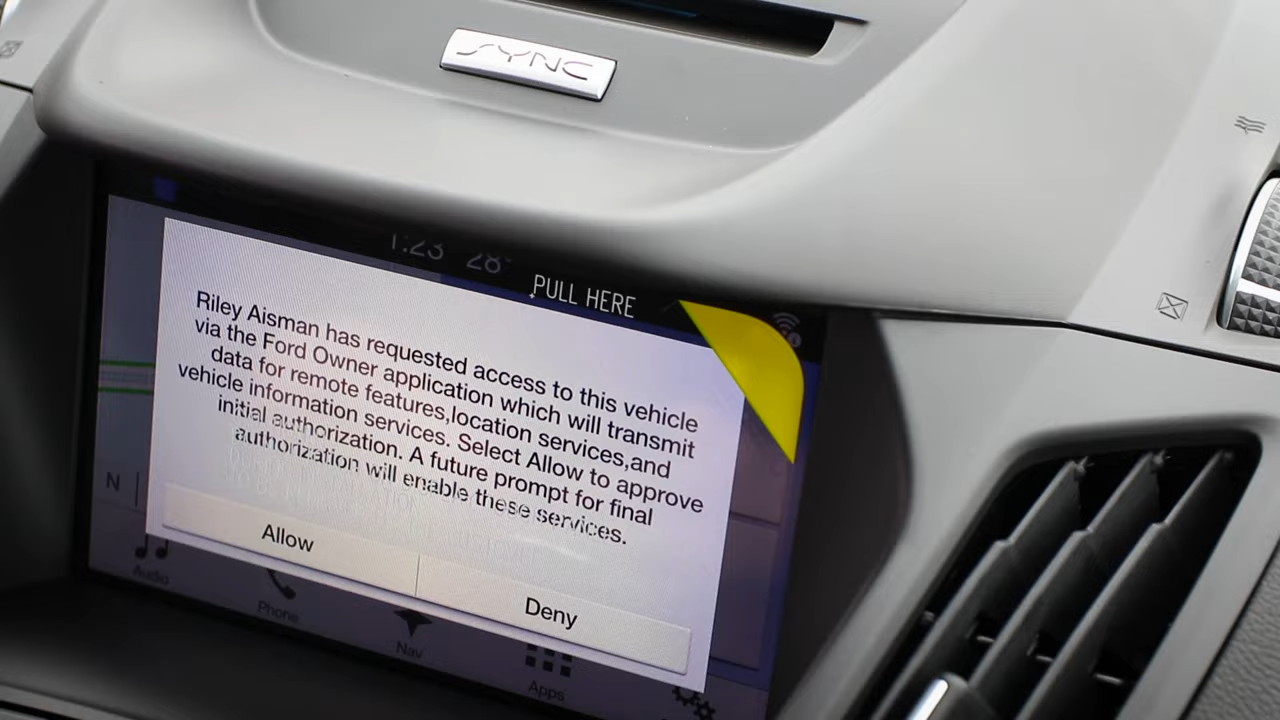 SYNC
1:23 28°
PULL HERE
Riley Aisman has requested access to this vehicle
via the Ford Owner application which will transmit
data for remote features,location services,and
vehicle information services. Select Allow to approve
initial authorization. A future prompt for final
authorization will enable these services.
Allow
Deny
N
Audio
Phone
Nav
Apps